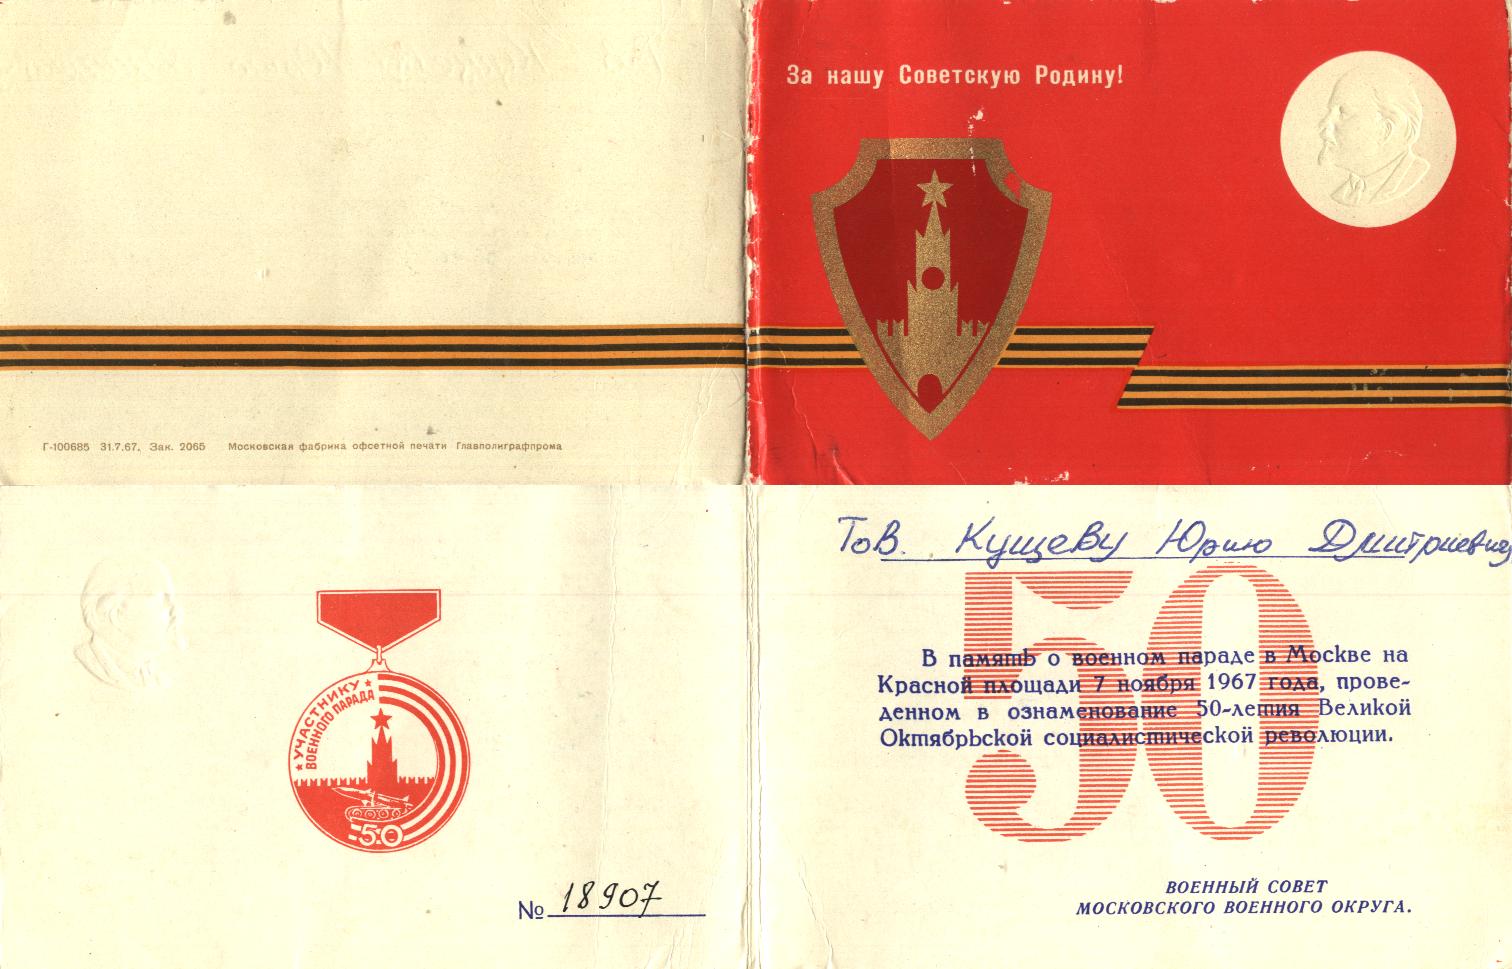 За нашу Советскую Родину!
Г-100685 31.7.67. Зак. 2065 Московская фабрика офсетной печати Главполиграфпрома
УЧАСТНИКУ
ВОЕННОГО ПАРАДА
50
№ 18907
Тов. Кущеву Юрию Дмитриевичу
50
В память о военном параде в Москве на
Красной площади 7 ноября 1967 года, прове-
денном в ознаменование 50-летия Великой
Октябрьской социалистической революции.
ВОЕННЫЙ СОВЕТ
МОСКОВСКОГО ВОЕННОГО ОКРУГА.